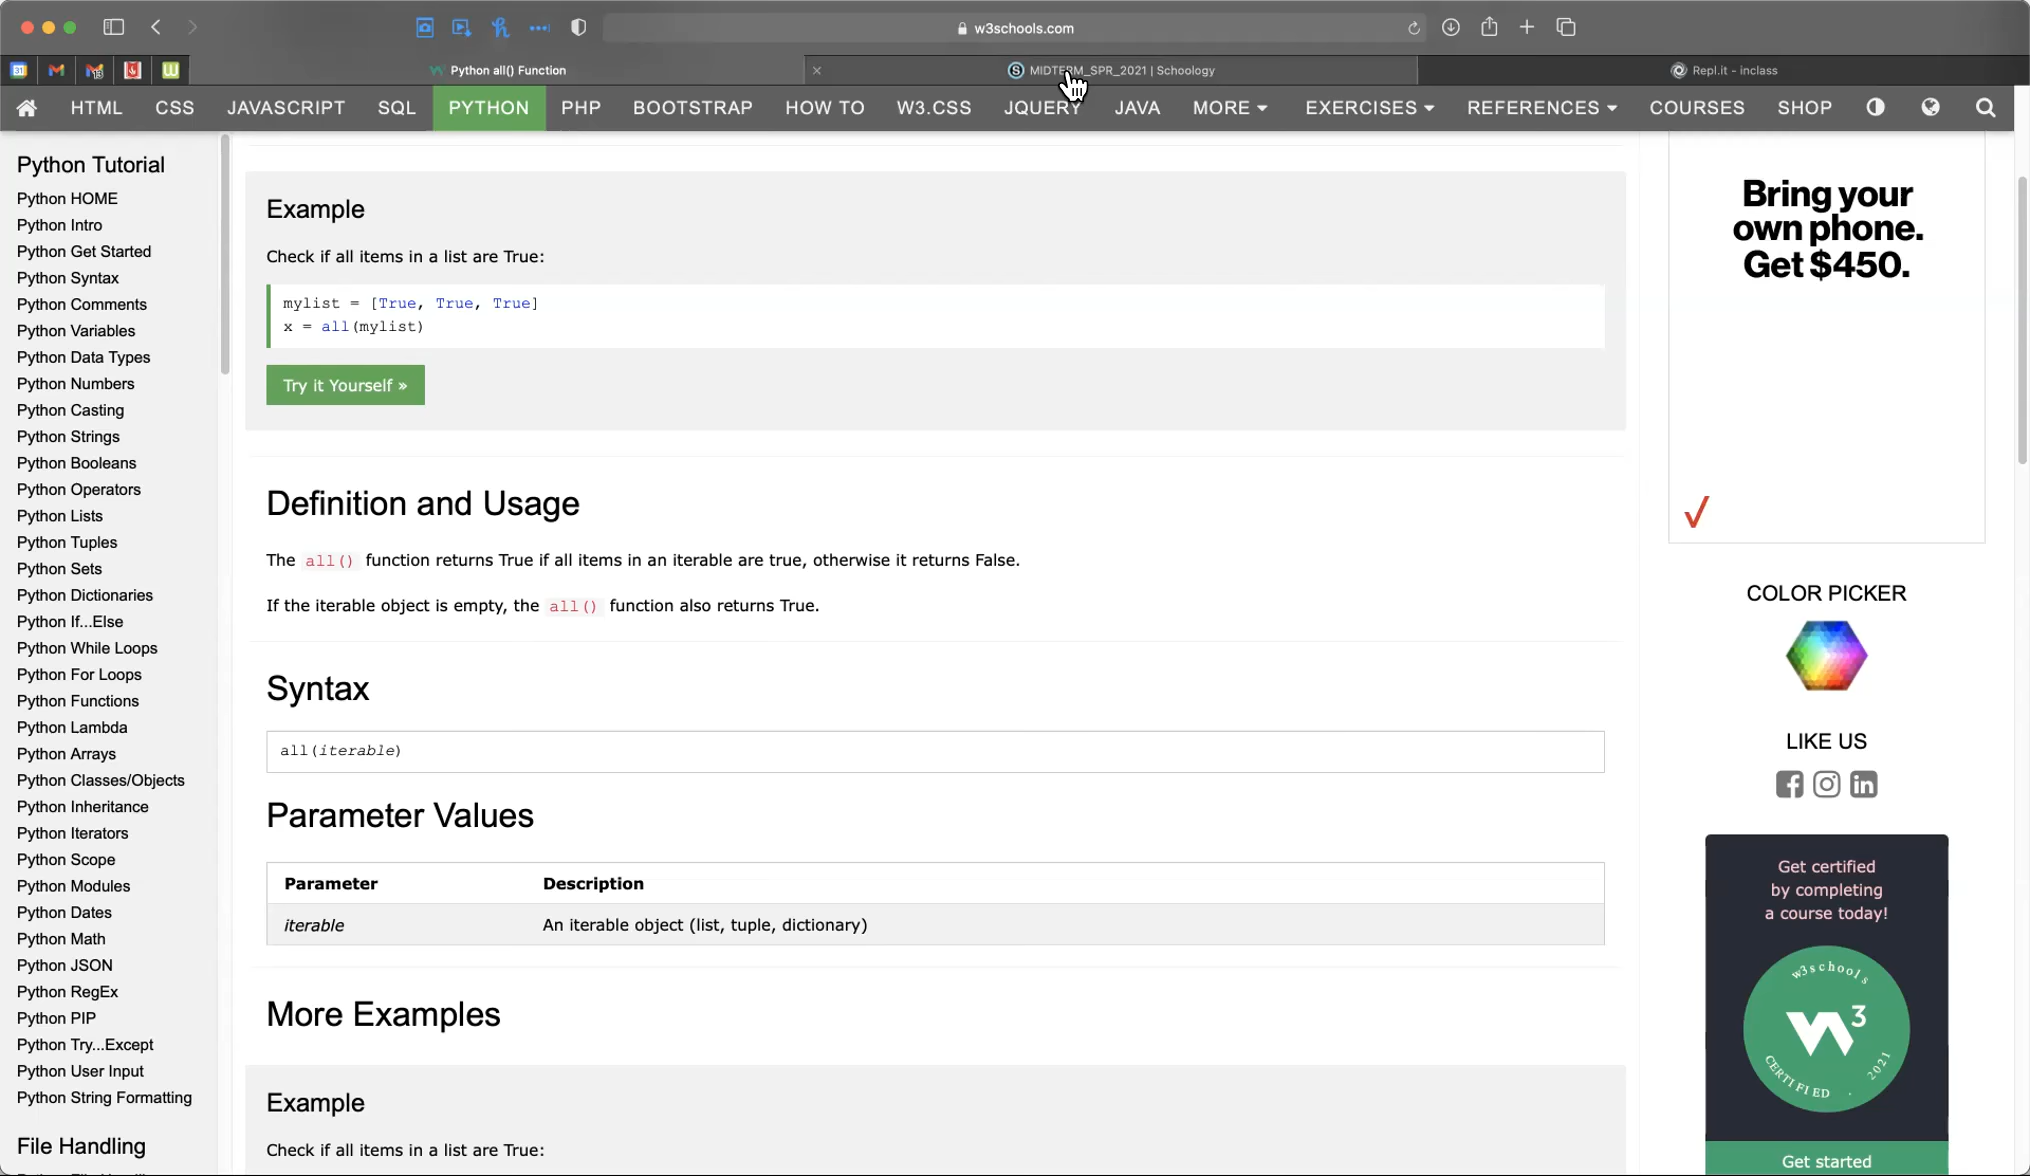 w3schools.com
Python all() Function
MIDTERM_SPR_2021 | Schoology
Repl.it - inclass
HTML
CSS
JAVASCRIPT
SQL
PYTHON
PHP
BOOTSTRAP
HOW TO
W3.CSS
JQUERY
JAVA
MORE
EXERCISES
REFERENCES
COURSES
SHOP
Python Tutorial
Python HOME
Python Intro
Python Get Started
Python Syntax
Python Comments
Python Variables
Python Data Types
Python Numbers
Python Casting
Python Strings
Python Booleans
Python Operators
Python Lists
Python Tuples
Python Sets
Python Dictionaries
Python If...Else
Python While Loops
Python For Loops
Python Functions
Python Lambda
Python Arrays
Python Classes/Objects
Python Inheritance
Python Iterators
Python Scope
Python Modules
Python Dates
Python Math
Python JSON
Python RegEx
Python PIP
Python Try...Except
Python User Input
Python String Formatting
File Handling
Example
Check if all items in a list are True:
mylist = [True, True, True]
x = all(mylist)
Try it Yourself »
Definition and Usage
The all() function returns True if all items in an iterable are true, otherwise it returns False.
If the iterable object is empty, the all() function also returns True.
Syntax
all(iterable)
Parameter Values
Parameter Description
iterable An iterable object (list, tuple, dictionary)
More Examples
Example
Check if all items in a list are True:
Bring your
own phone.
Get $450.
COLOR PICKER
LIKE US
Get certified
by completing
a course today!
w3schools
W3
CERTIFIED . 2021
Get started